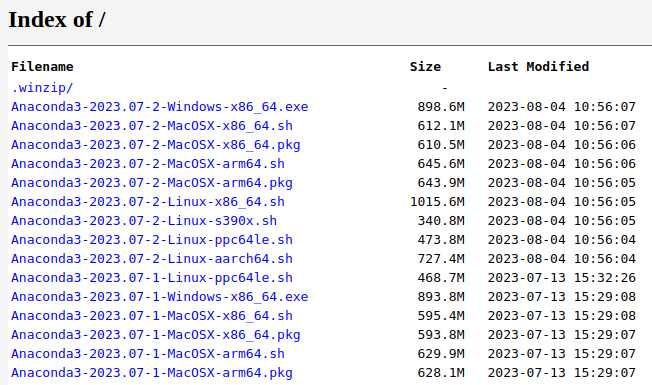 Index of /
Filename Size Last Modified
.winzip/ -
Anaconda3-2023.07-2-Windows-x86_64.exe 898.6M 2023-08-04 10:56:07
Anaconda3-2023.07-2-MacOSX-x86_64.sh 612.1M 2023-08-04 10:56:07
Anaconda3-2023.07-2-MacOSX-x86_64.pkg 610.5M 2023-08-04 10:56:06
Anaconda3-2023.07-2-MacOSX-arm64.sh 645.6M 2023-08-04 10:56:06
Anaconda3-2023.07-2-MacOSX-arm64.pkg 643.9M 2023-08-04 10:56:05
Anaconda3-2023.07-2-Linux-x86_64.sh 1015.6M 2023-08-04 10:56:05
Anaconda3-2023.07-2-Linux-s390x.sh 340.8M 2023-08-04 10:56:05
Anaconda3-2023.07-2-Linux-ppc64le.sh 473.8M 2023-08-04 10:56:04
Anaconda3-2023.07-2-Linux-aarch64.sh 727.4M 2023-08-04 10:56:04
Anaconda3-2023.07-1-Linux-ppc64le.sh 468.7M 2023-07-13 15:32:26
Anaconda3-2023.07-1-Windows-x86_64.exe 893.8M 2023-07-13 15:29:08
Anaconda3-2023.07-1-MacOSX-x86_64.sh 595.4M 2023-07-13 15:29:08
Anaconda3-2023.07-1-MacOSX-x86_64.pkg 593.8M 2023-07-13 15:29:07
Anaconda3-2023.07-1-MacOSX-arm64.sh 629.9M 2023-07-13 15:29:07
Anaconda3-2023.07-1-MacOSX-arm64.pkg 628.1M 2023-07-13 15:29:07